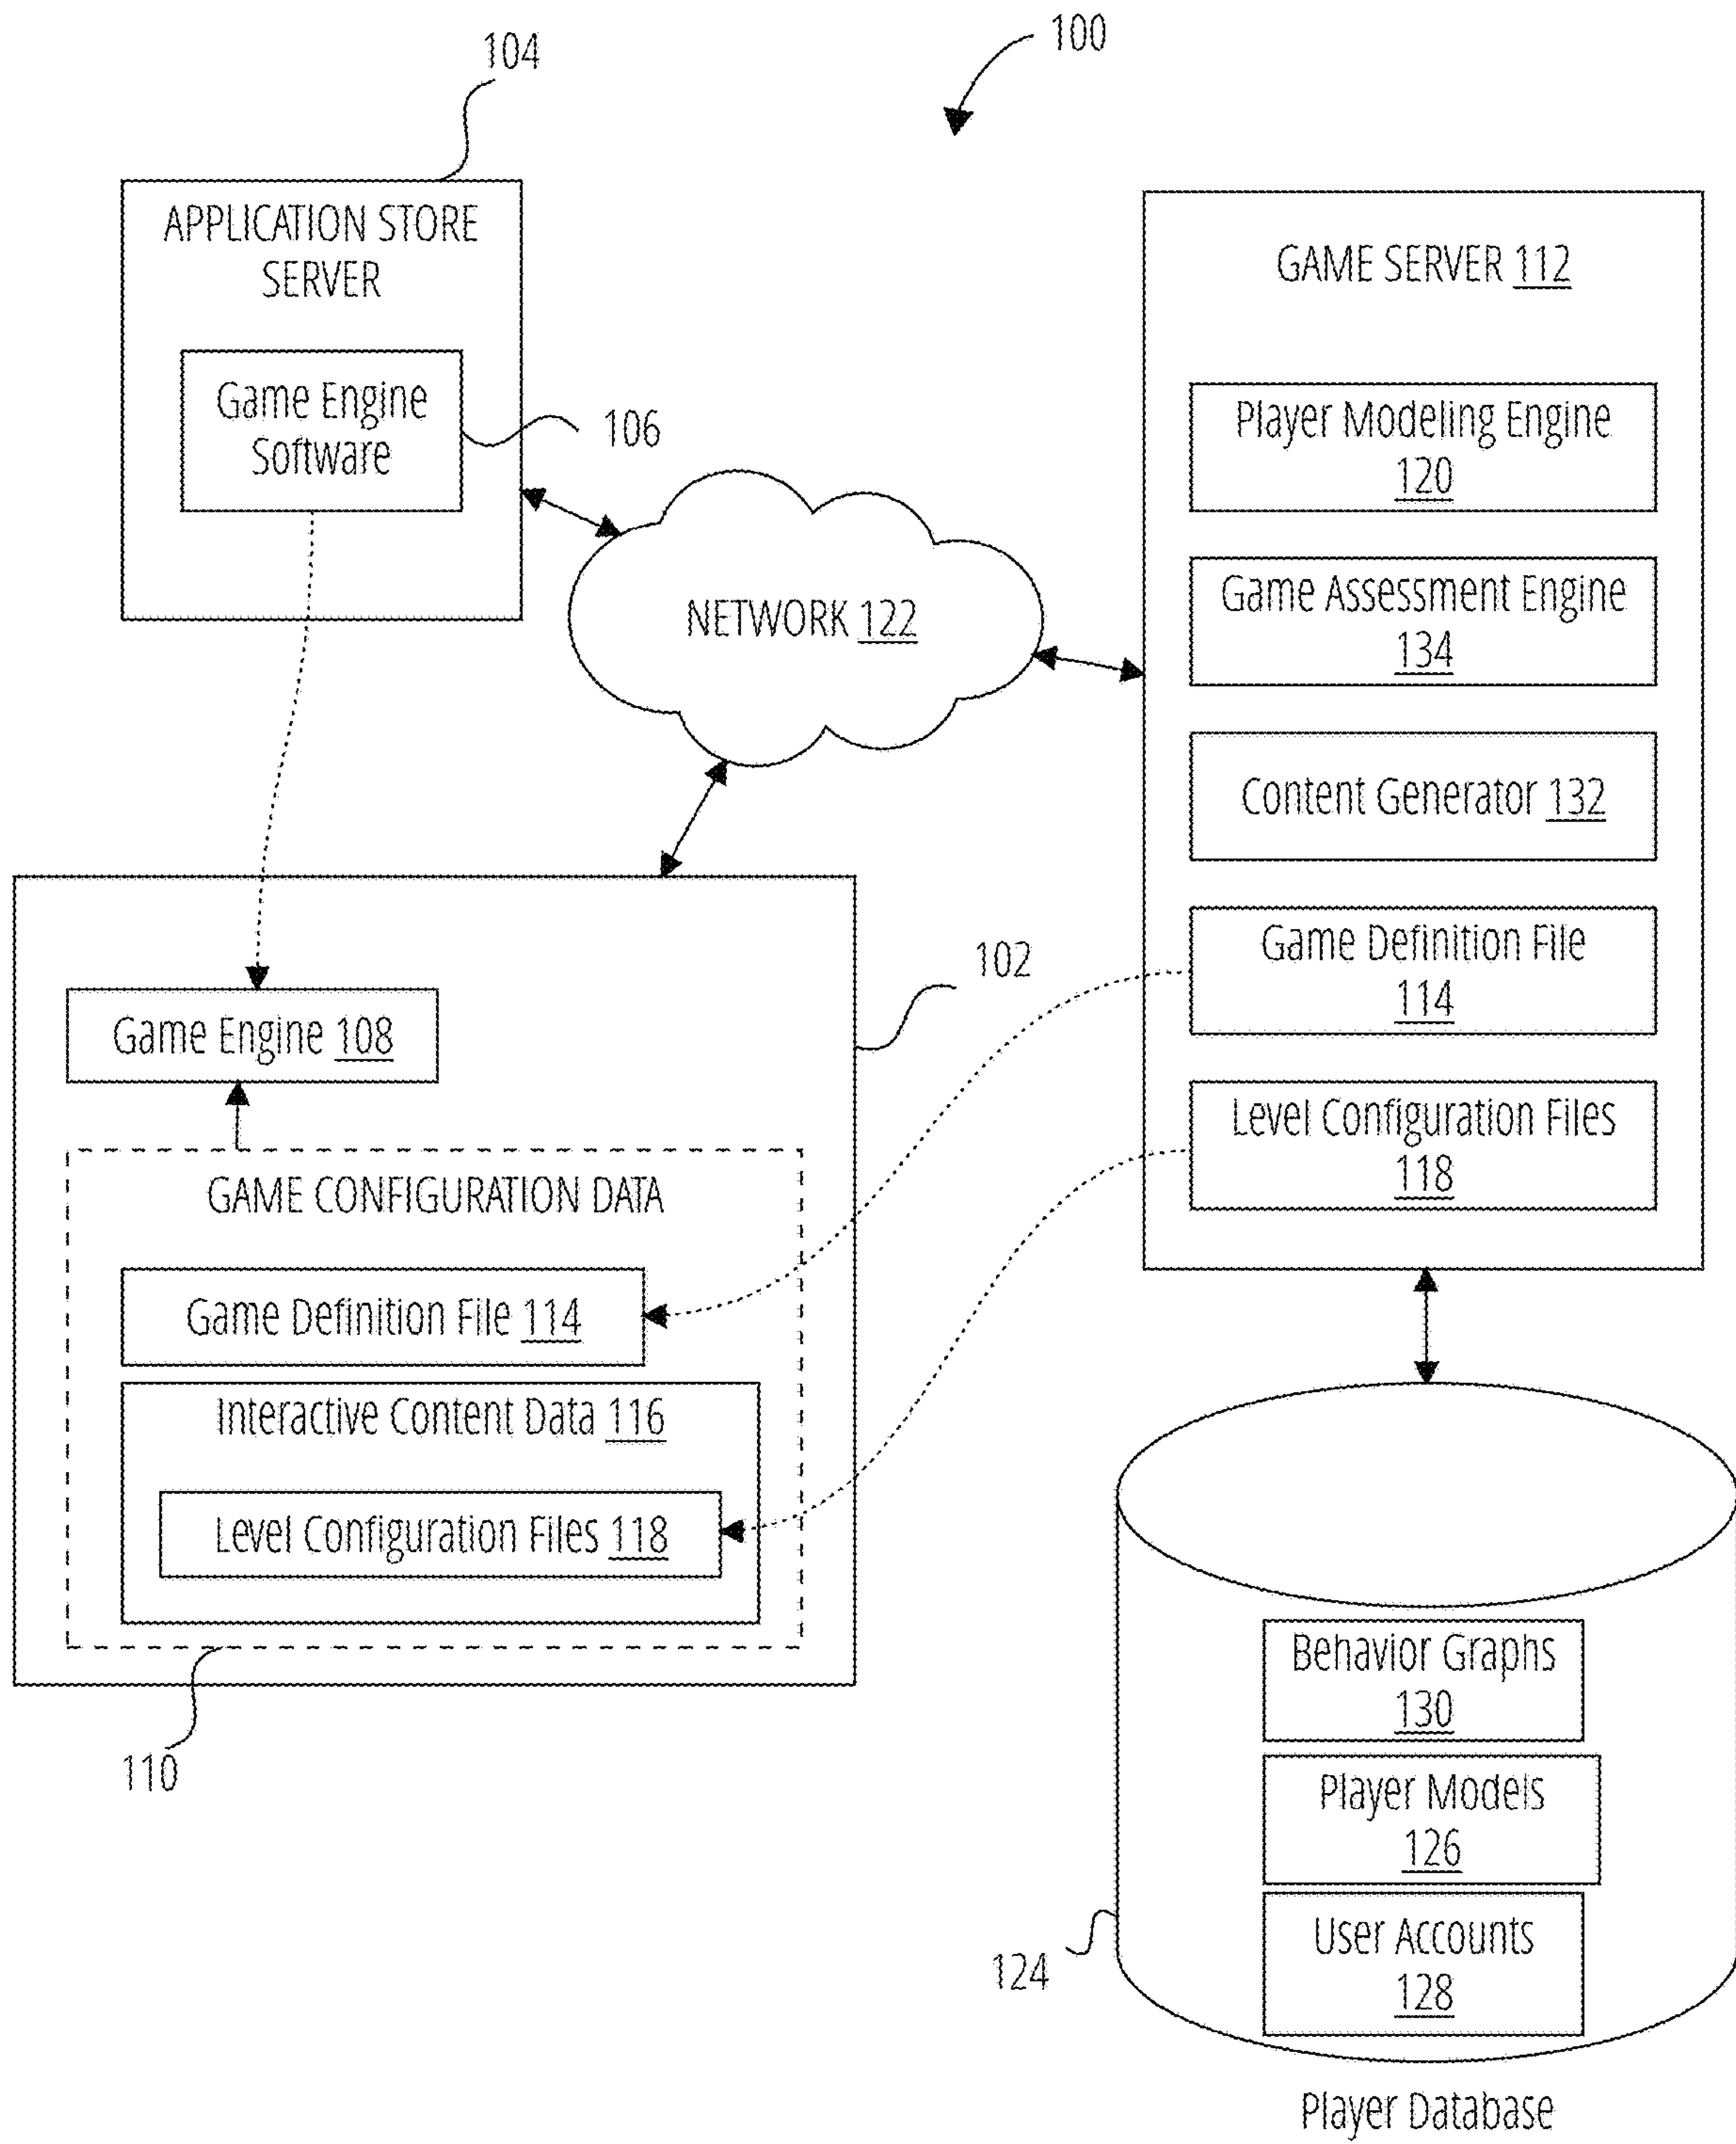 104
100
APPLICATION STORE
SERVER
Game Engine
Software
106
NETWORK 122
GAME SERVER 112
Player Modeling Engine
120
Game Assessment Engine
134
Content Generator 132
Game Definition File
114
Level Configuration Files
118
102
Game Engine 108
GAME CONFIGURATION DATA
Game Definition File 114
Interactive Content Data 116
Level Configuration Files 118
110
Behavior Graphs
130
Player Models
126
User Accounts
128
124
Player Database